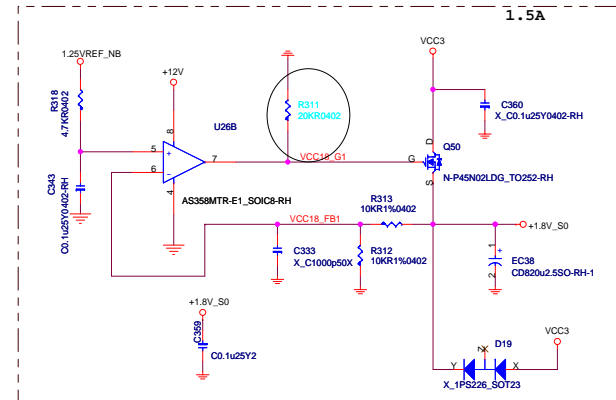 1.5A
VCC3
1.25VREF_NB
+12V
R318
4.7KR0402
U26B
R311
20KR0402
C360
X_C0.1u25Y0402-RH
8
5
+
6
-
7
4
VCC18_G1
G
D
S
Q50
N-P45N02LDG_TO252-RH
C343
C0.1u25Y0402-RH
AS358MTR-E1_SOIC8-RH
R313
10KR1%0402
VCC18_FB1
+1.8V_S0
C333
X_C1000p50X
R312
10KR1%0402
1
+
2
EC38
CD820u2.5SO-RH-1
+1.8V_S0
C359
C0.1u25Y2
VCC3
D19
Y
Z
X
X_1PS226_SOT23